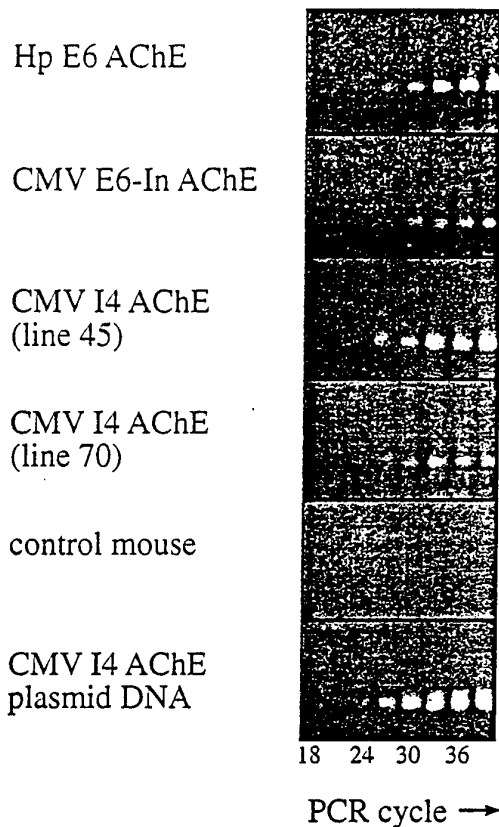 Hp E6 AChE
CMV E6-In AChE
CMV I4 AChE
(line 45)
CMV I4 AChE
(line 70)
control mouse
CMV I4 AChE
plasmid DNA
18 24 30 36
PCR cycle →